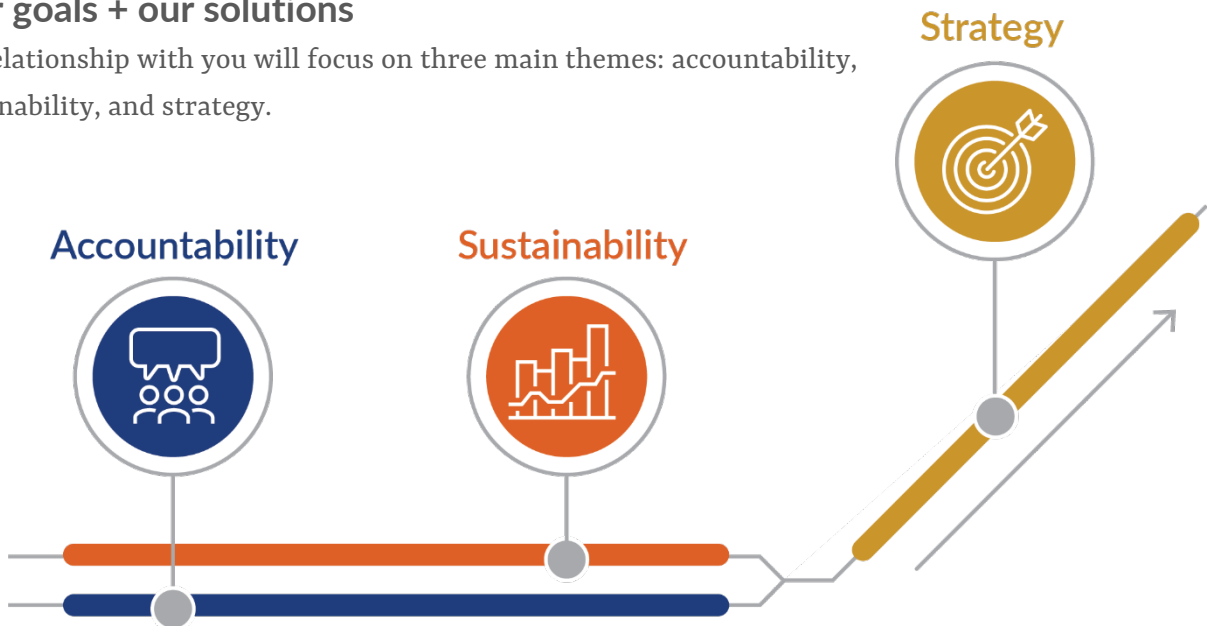 r goals + our solutions
elationship with you will focus on three main themes: accountability,
nability, and strategy.
Strategy
Accountability
Sustainability